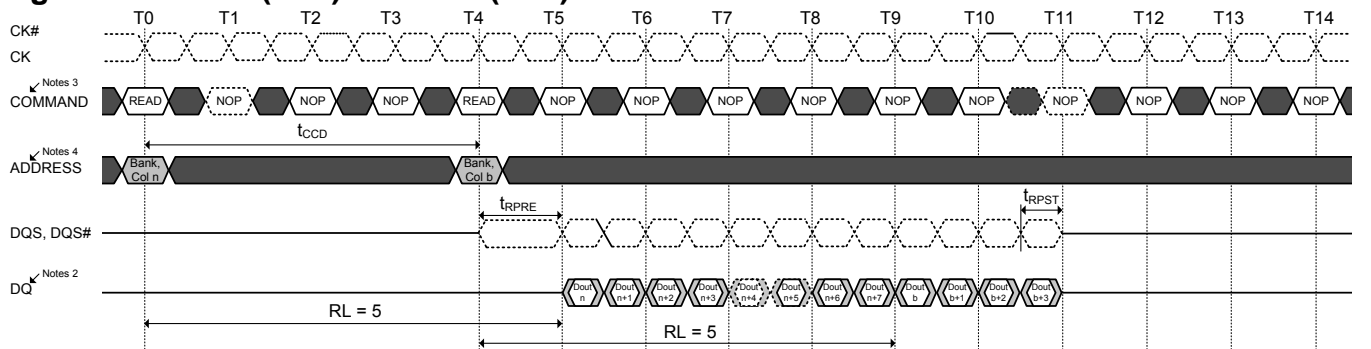 T0 T1 T2 T3 T4 T5 T6 T7 T8 T9 T10 T11 T12 T13 T14
CK#
CK
Notes 3
COMMAND READ NOP NOP NOP READ NOP NOP NOP NOP NOP NOP NOP NOP NOP NOP
tCCD
Notes 4
ADDRESS Bank, Col n Bank, Col b
tRPRE tRPST
DQS, DQS#
Notes 2
DQ Dout n Dout n+1 Dout n+2 Dout n+3 Dout n+4 Dout n+5 Dout n+6 Dout n+7 Dout b Dout b+1 Dout b+2 Dout b+3
RL = 5 RL = 5